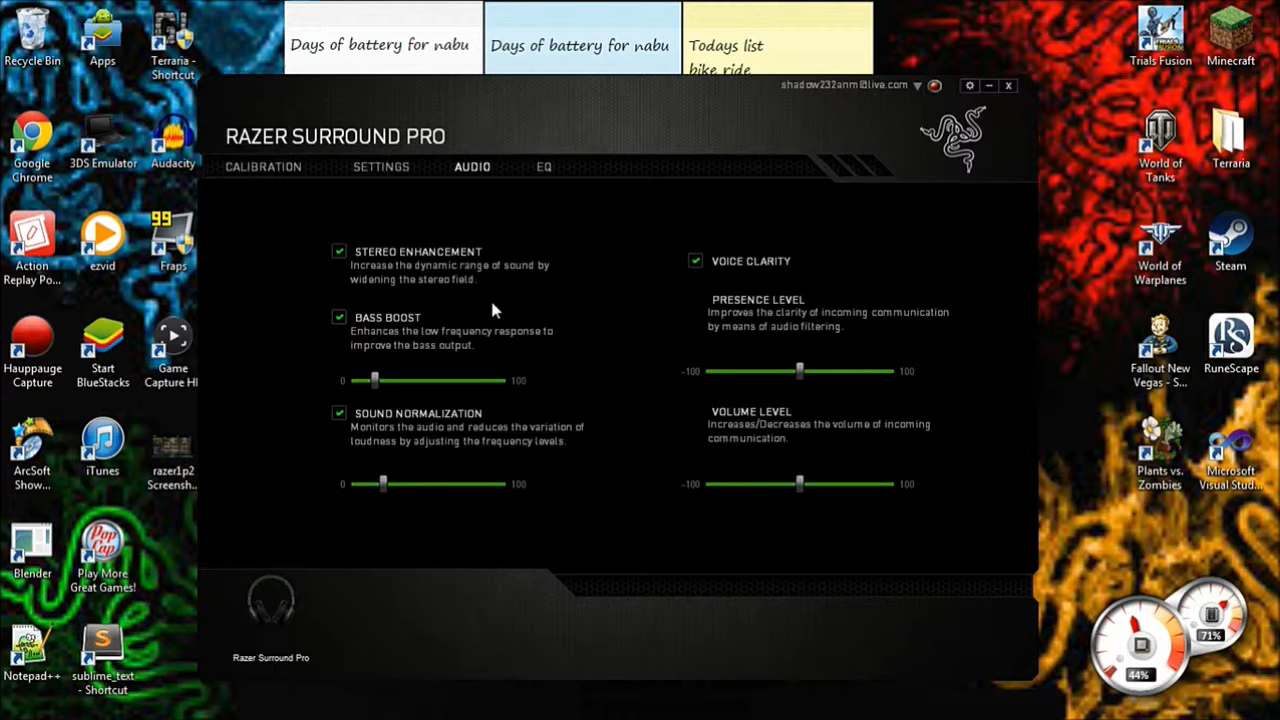 Days of battery for nabu
Days of battery for nabu
Todays list
bike ride
shadow232anm@live.com
RAZER SURROUND PRO
CALIBRATION SETTINGS AUDIO EQ
STEREO ENHANCEMENT
Increase the dynamic range of sound by
widening the stereo field.
BASS BOOST
Enhances the low frequency response to
improve the bass output.
0 100
SOUND NORMALIZATION
Monitors the audio and reduces the variation of
loudness by adjusting the frequency levels.
0 100
VOICE CLARITY
PRESENCE LEVEL
Improves the clarity of incoming communication
by means of audio filtering.
-100 100
VOLUME LEVEL
Increases/Decreases the volume of incoming
communication.
-100 100
Razer Surround Pro
Recycle Bin
Apps
Terraria -
Shortcut
Google
Chrome
3DS Emulator
Audacity
Action
Replay Po...
ezvid
99
Fraps
Hauppauge
Capture
Start
BlueStacks
Game
Capture H
ArcSoft
Show...
iTunes
razer1p2
Screensh...
Blender
Pop
Cap
Play More
Great Games!
Notepad++
S
sublime_text
- Shortcut
Trials Fusion
Minecraft
World of
Tanks
Terraria
World of
Warplanes
Steam
Fallout New
Vegas - S...
RS
RuneScape
Plants vs.
Zombies
Microsoft
Visual Stud...
71%
44%